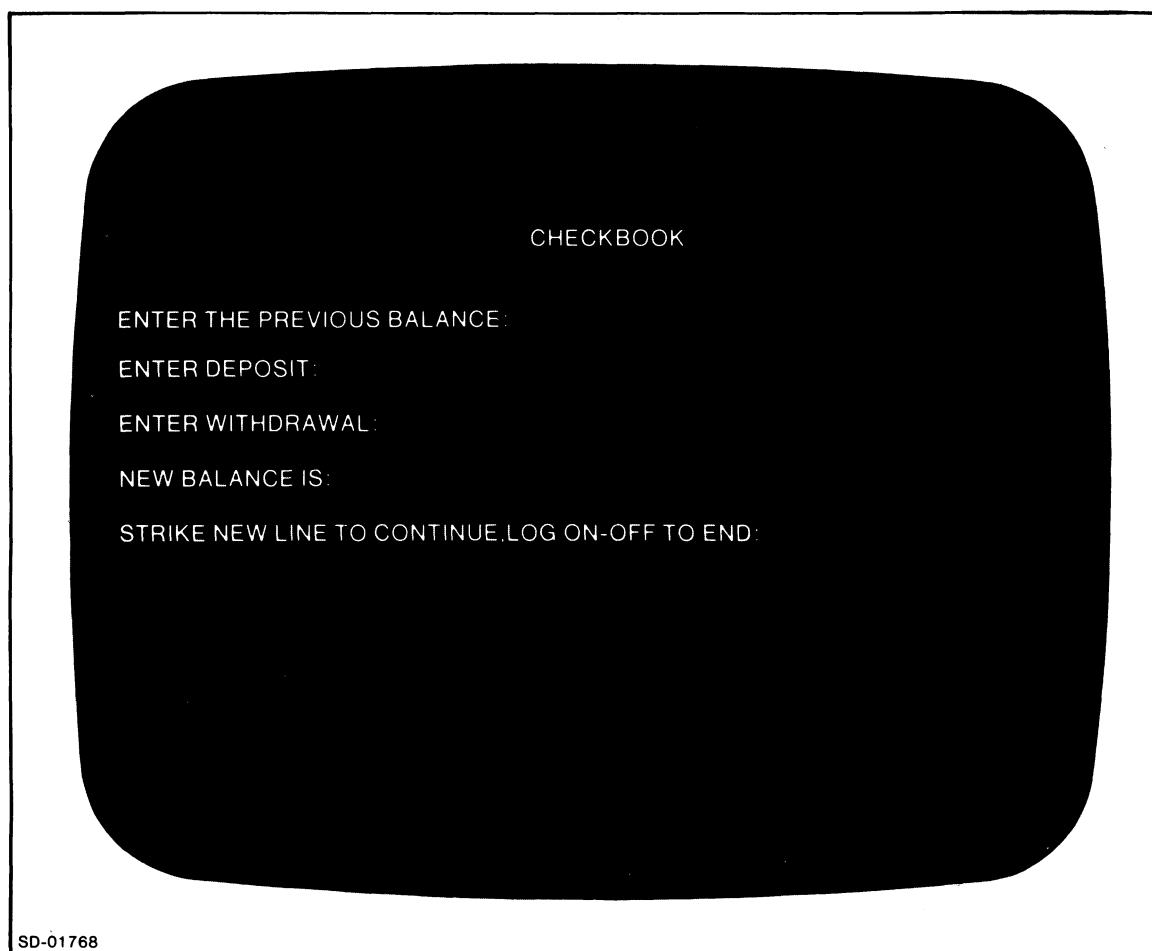 CHECKBOOK
ENTER THE PREVIOUS BALANCE:
ENTER DEPOSIT:
ENTER WITHDRAWAL:
NEW BALANCE IS:
STRIKE NEW LINE TO CONTINUE,LOG ON-OFF TO END:
SD-01768